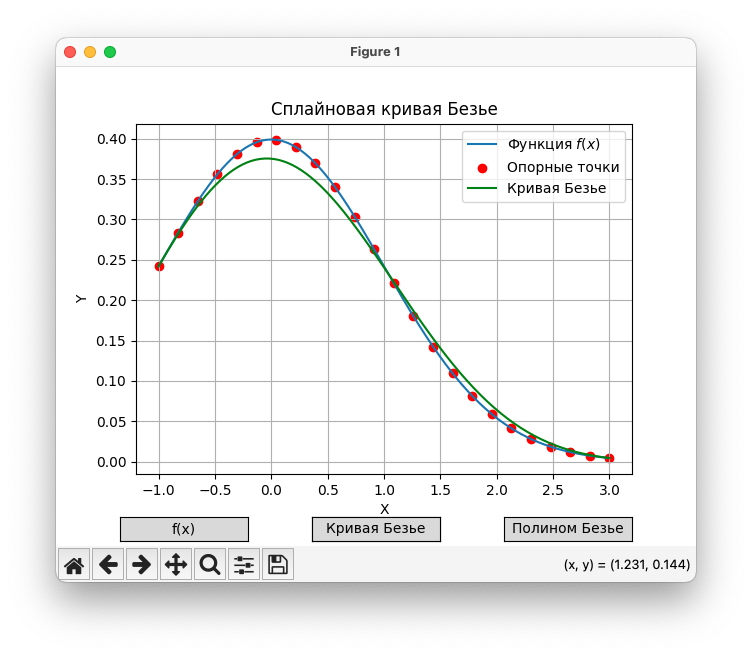 Figure 1
Сплайновая кривая Безье
Функция f(x)
Опорные точки
Кривая Безье
0.40
0.35
0.30
0.25
0.20
0.15
0.10
0.05
0.00
Y
−1.0 −0.5 0.0 0.5 1.0 1.5 2.0 2.5 3.0
X
f(x) Кривая Безье Полином Безье
(x, y) = (1.231, 0.144)